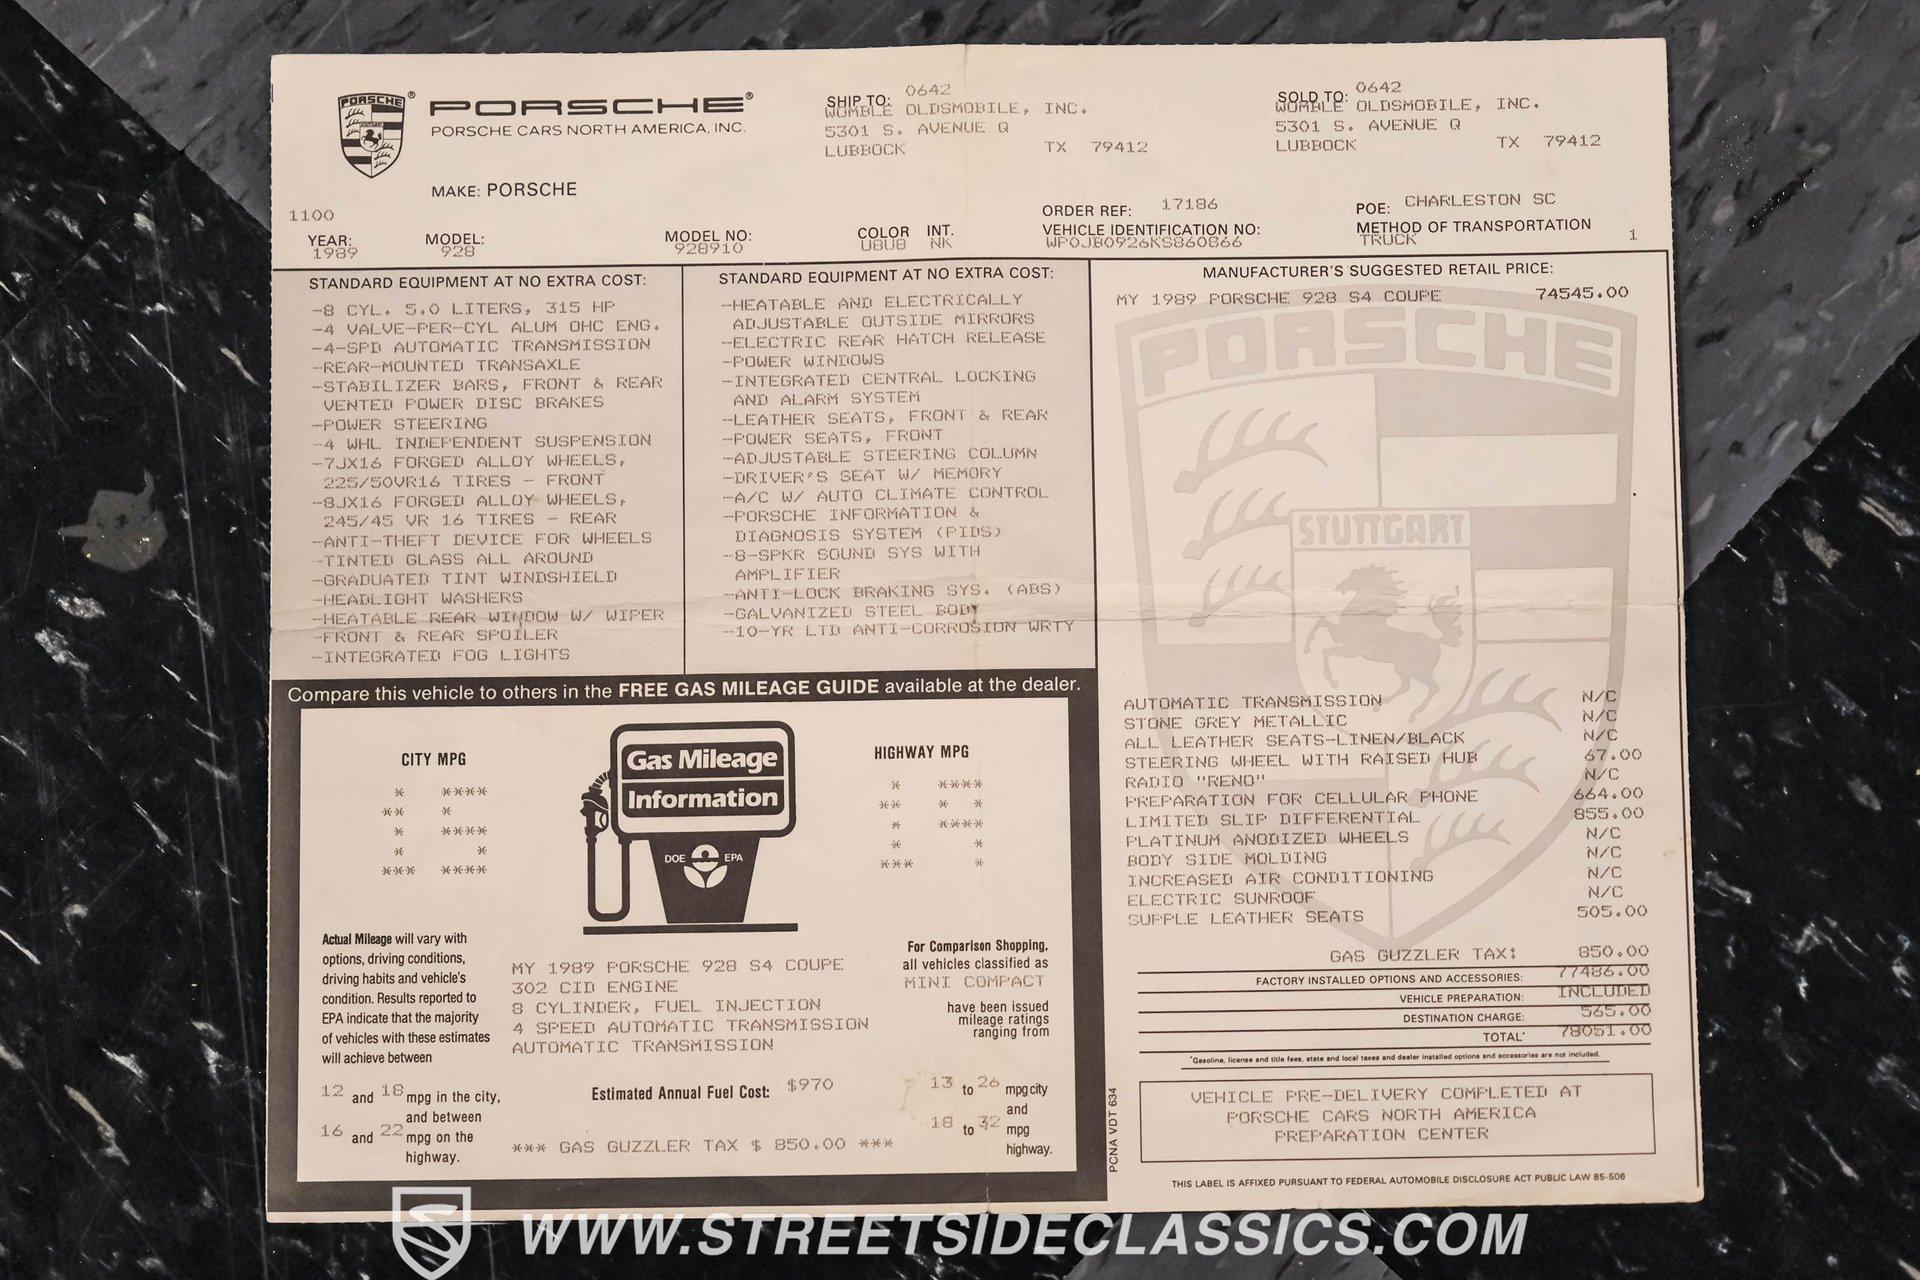 PORSCHE
PORSCHE®
PORSCHE CARS NORTH AMERICA, INC.
MAKE: PORSCHE
SHIP TO: 0642
WOMBLE OLDSMOBILE, INC.
5301 S. AVENUE Q
LUBBOCK TX 79412
SOLD TO: 0642
WOMBLE OLDSMOBILE, INC.
5301 S. AVENUE Q
LUBBOCK TX 79412
1100
ORDER REF: 17186
POE: CHARLESTON SC
YEAR: 1989
MODEL: 928
MODEL NO: 928910
COLOR U8U8
INT. NK
VEHICLE IDENTIFICATION NO: WP0JB0926KS860866
METHOD OF TRANSPORTATION
TRUCK
1
STANDARD EQUIPMENT AT NO EXTRA COST:
-8 CYL. 5.0 LITERS, 315 HP
-4 VALVE-PER-CYL ALUM OHC ENG.
-4-SPD AUTOMATIC TRANSMISSION
-REAR-MOUNTED TRANSAXLE
-STABILIZER BARS, FRONT & REAR
VENTED POWER DISC BRAKES
-POWER STEERING
-4 WHL INDEPENDENT SUSPENSION
-7JX16 FORGED ALLOY WHEELS,
225/50VR16 TIRES - FRONT
-8JX16 FORGED ALLOY WHEELS,
245/45 VR 16 TIRES - REAR
-ANTI-THEFT DEVICE FOR WHEELS
-TINTED GLASS ALL AROUND
-GRADUATED TINT WINDSHIELD
-HEADLIGHT WASHERS
-HEATABLE REAR WINDOW W/ WIPER
-FRONT & REAR SPOILER
-INTEGRATED FOG LIGHTS
STANDARD EQUIPMENT AT NO EXTRA COST:
-HEATABLE AND ELECTRICALLY
ADJUSTABLE OUTSIDE MIRRORS
-ELECTRIC REAR HATCH RELEASE
-POWER WINDOWS
-INTEGRATED CENTRAL LOCKING
AND ALARM SYSTEM
-LEATHER SEATS, FRONT & REAR
-POWER SEATS, FRONT
-ADJUSTABLE STEERING COLUMN
-DRIVER'S SEAT W/ MEMORY
-A/C W/ AUTO CLIMATE CONTROL
-PORSCHE INFORMATION &
DIAGNOSIS SYSTEM (PIDS)
-8-SPKR SOUND SYS WITH
AMPLIFIER
-ANTI-LOCK BRAKING SYS. (ABS)
-GALVANIZED STEEL BODY
-10-YR LTD ANTI-CORROSION WRTY
MANUFACTURER'S SUGGESTED RETAIL PRICE:
MY 1989 PORSCHE 928 S4 COUPE 74545.00
PORSCHE
STUTTGART
AUTOMATIC TRANSMISSION N/C
STONE GREY METALLIC N/C
ALL LEATHER SEATS-LINEN/BLACK N/C
STEERING WHEEL WITH RAISED HUB 67.00
RADIO "RENO" N/C
PREPARATION FOR CELLULAR PHONE 664.00
LIMITED SLIP DIFFERENTIAL 855.00
PLATINUM ANODIZED WHEELS N/C
BODY SIDE MOLDING N/C
INCREASED AIR CONDITIONING N/C
ELECTRIC SUNROOF N/C
SUPPLE LEATHER SEATS 505.00
GAS GUZZLER TAX: 850.00
FACTORY INSTALLED OPTIONS AND ACCESSORIES: 77486.00
VEHICLE PREPARATION: INCLUDED
DESTINATION CHARGE: 565.00
TOTAL* 78051.00
*Gasoline, license and title fees, state and local taxes and dealer installed options and accessories are not included.
VEHICLE PRE-DELIVERY COMPLETED AT
PORSCHE CARS NORTH AMERICA
PREPARATION CENTER
PCNA VDT 634
THIS LABEL IS AFFIXED PURSUANT TO FEDERAL AUTOMOBILE DISCLOSURE ACT PUBLIC LAW 85-506
Compare this vehicle to others in the FREE GAS MILEAGE GUIDE available at the dealer.
CITY MPG
15
Gas Mileage
Information
DOE EPA
HIGHWAY MPG
19
Actual Mileage will vary with
options, driving conditions,
driving habits and vehicle's
condition. Results reported to
EPA indicate that the majority
of vehicles with these estimates
will achieve between
12 and 18 mpg in the city,
and between
16 and 22 mpg on the
highway.
MY 1989 PORSCHE 928 S4 COUPE
302 CID ENGINE
8 CYLINDER, FUEL INJECTION
4 SPEED AUTOMATIC TRANSMISSION
AUTOMATIC TRANSMISSION
Estimated Annual Fuel Cost: $970
*** GAS GUZZLER TAX $ 850.00 ***
For Comparison Shopping,
all vehicles classified as
MINI COMPACT
have been issued
mileage ratings
ranging from
13 to 26 mpg city
and
18 to 32 mpg
highway.
WWW.STREETSIDECLASSICS.COM